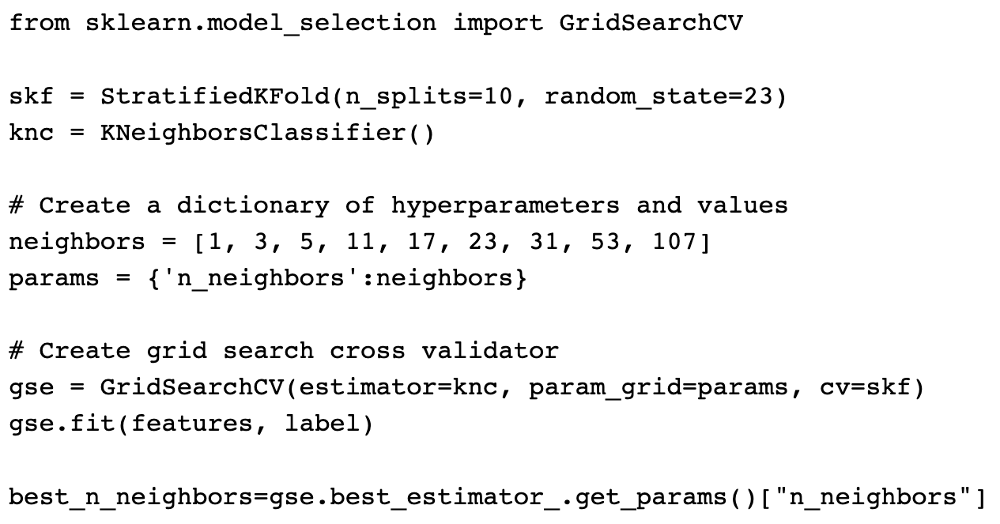 from sklearn.model_selection import GridSearchCV
skf = StratifiedKFold(n_splits=10, random_state=23)
knc = KNeighborsClassifier()
# Create a dictionary of hyperparameters and values
neighbors = [1, 3, 5, 11, 17, 23, 31, 53, 107]
params = {'n_neighbors':neighbors}
# Create grid search cross validator
gse = GridSearchCV(estimator=knc, param_grid=params, cv=skf)
gse.fit(features, label)
best_n_neighbors=gse.best_estimator_.get_params()["n_neighbors"]